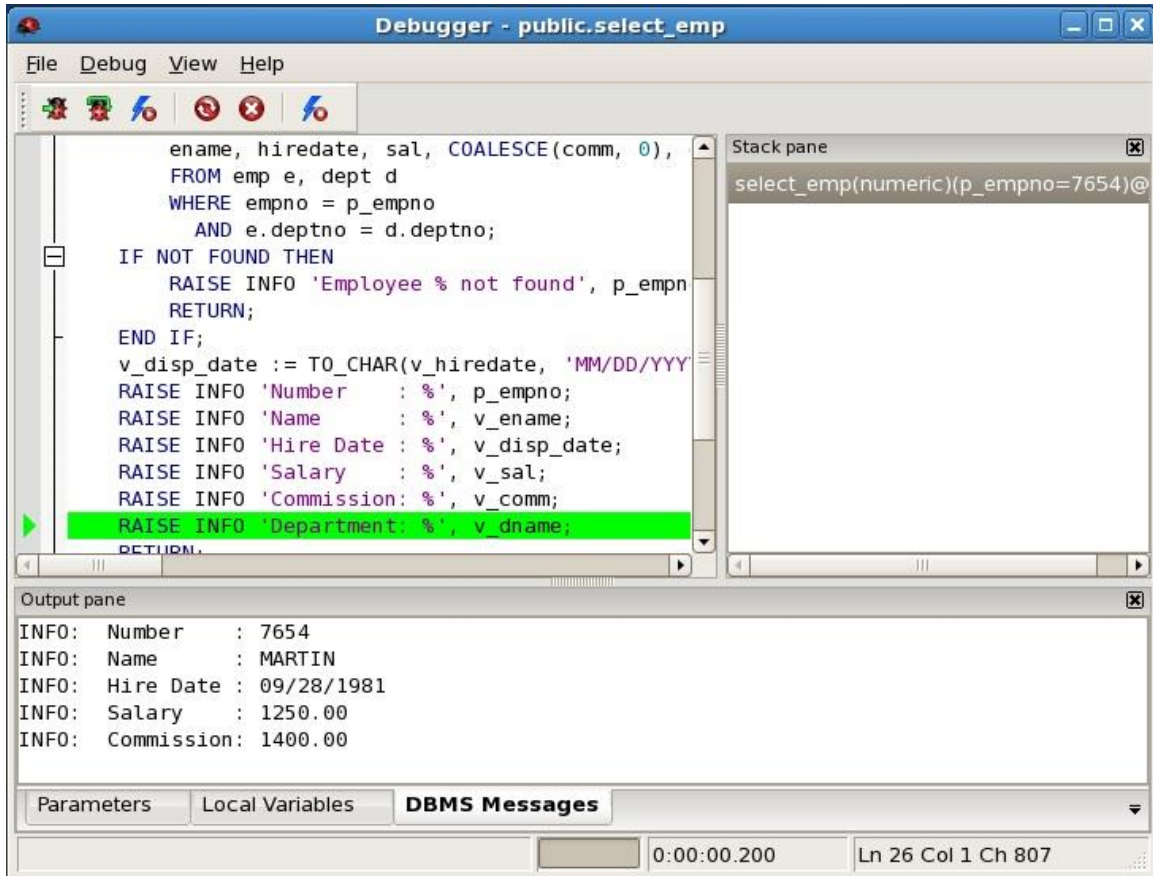 Debugger - public.select_emp
File Debug View Help
ename, hiredate, sal, COALESCE(comm, 0),
FROM emp e, dept d
WHERE empno = p_empno
AND e.deptno = d.deptno;
IF NOT FOUND THEN
RAISE INFO 'Employee % not found', p_empn
RETURN;
END IF;
v_disp_date := TO_CHAR(v_hiredate, 'MM/DD/YYYY
RAISE INFO 'Number    : %', p_empno;
RAISE INFO 'Name      : %', v_ename;
RAISE INFO 'Hire Date : %', v_disp_date;
RAISE INFO 'Salary    : %', v_sal;
RAISE INFO 'Commission: %', v_comm;
RAISE INFO 'Department: %', v_dname;
RETURN;
Stack pane
select_emp(numeric)(p_empno=7654)@
Output pane
INFO:  Number    : 7654
INFO:  Name      : MARTIN
INFO:  Hire Date : 09/28/1981
INFO:  Salary    : 1250.00
INFO:  Commission: 1400.00
Parameters Local Variables DBMS Messages
0:00:00.200 Ln 26 Col 1 Ch 807